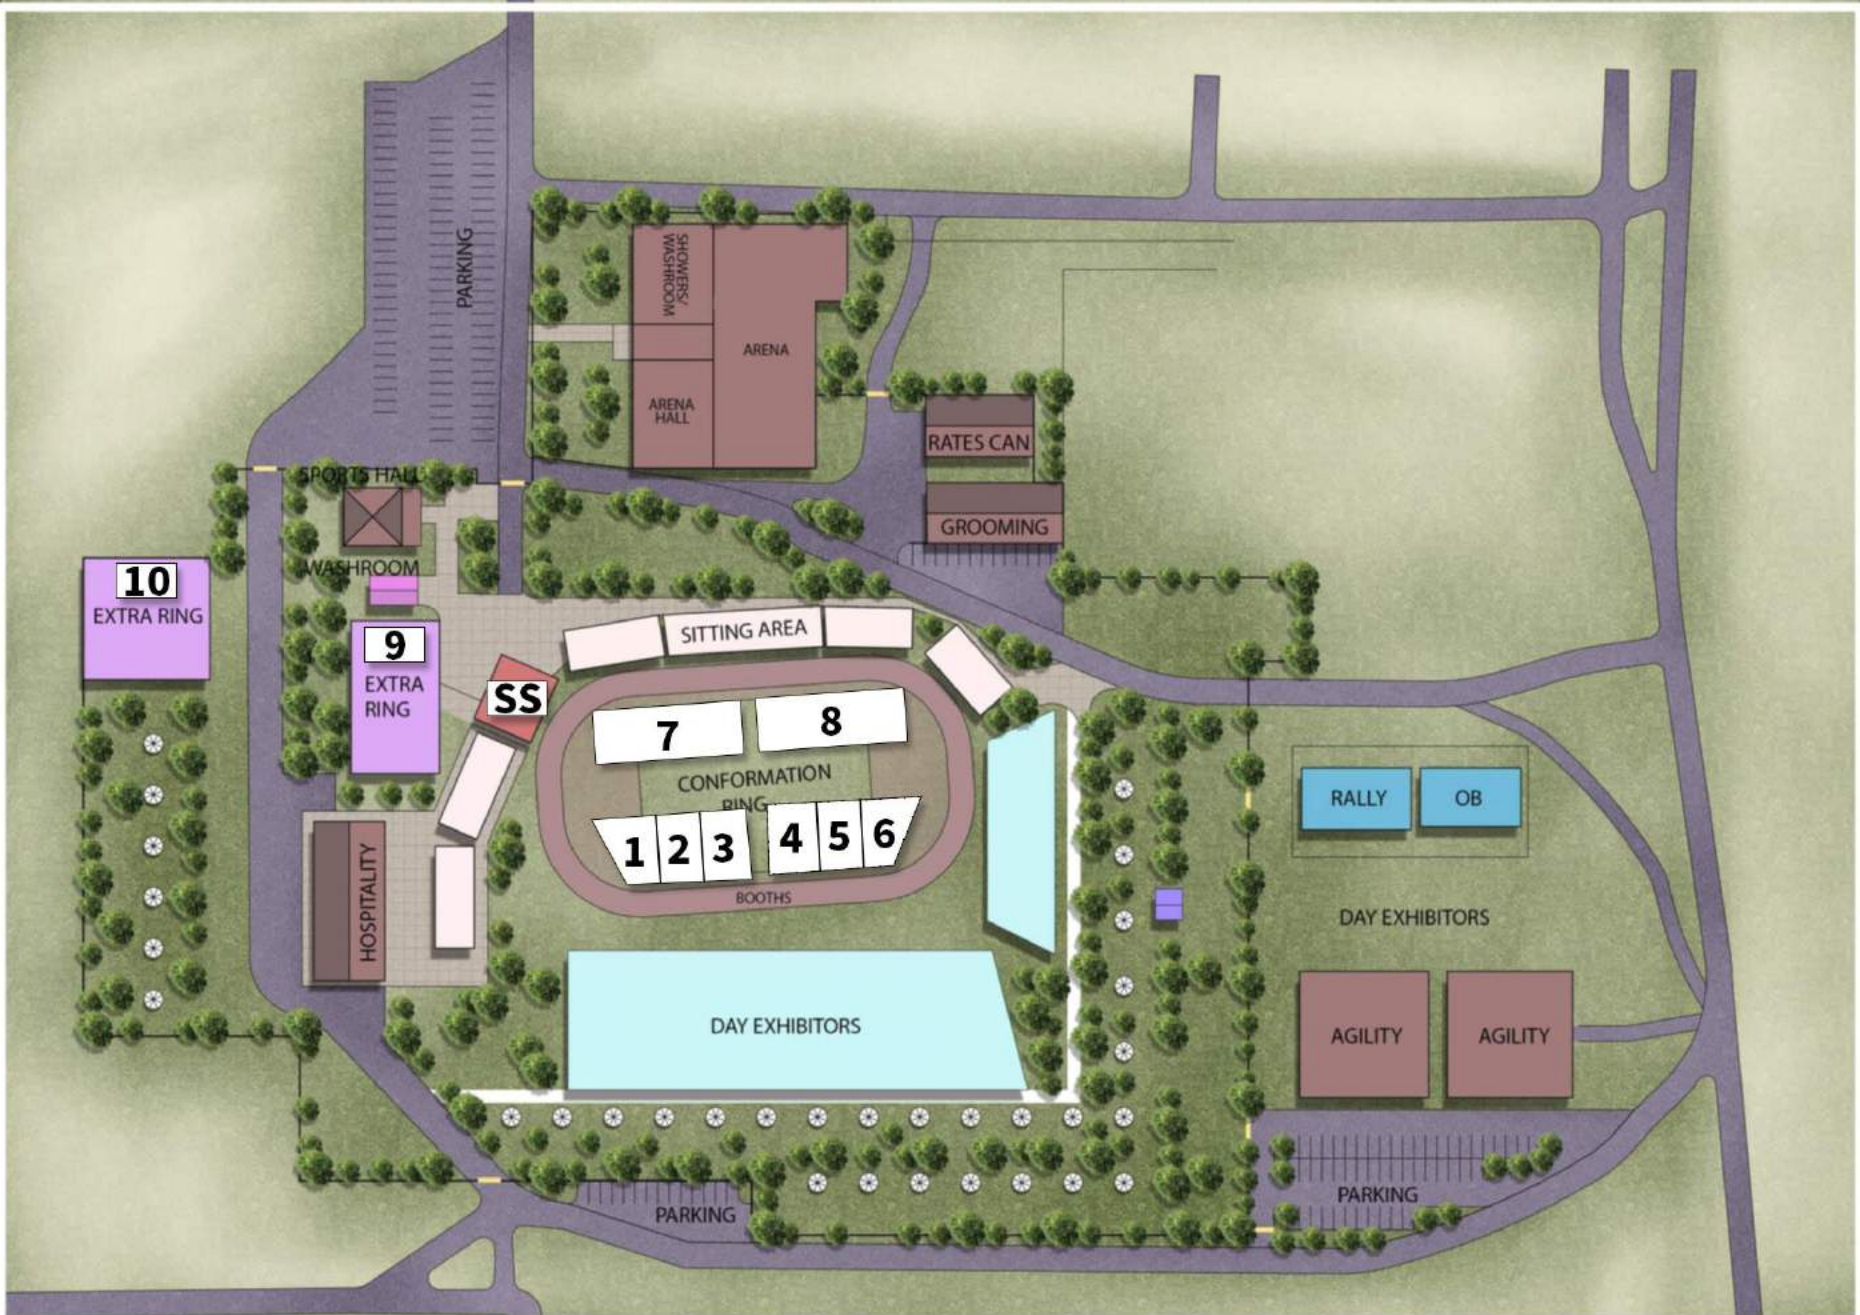 PARKING
SHOWERS/
WASHROOM
ARENA
ARENA
HALL
RATES CAN
GROOMING
SPORTS HALL
WASHROOM
10
EXTRA RING
9
EXTRA
RING
SS
SITTING AREA
7
8
CONFORMATION
RING
1
2
3
4
5
6
BOOTHS
HOSPITALITY
RALLY
OB
DAY EXHIBITORS
DAY EXHIBITORS
AGILITY
AGILITY
PARKING
PARKING